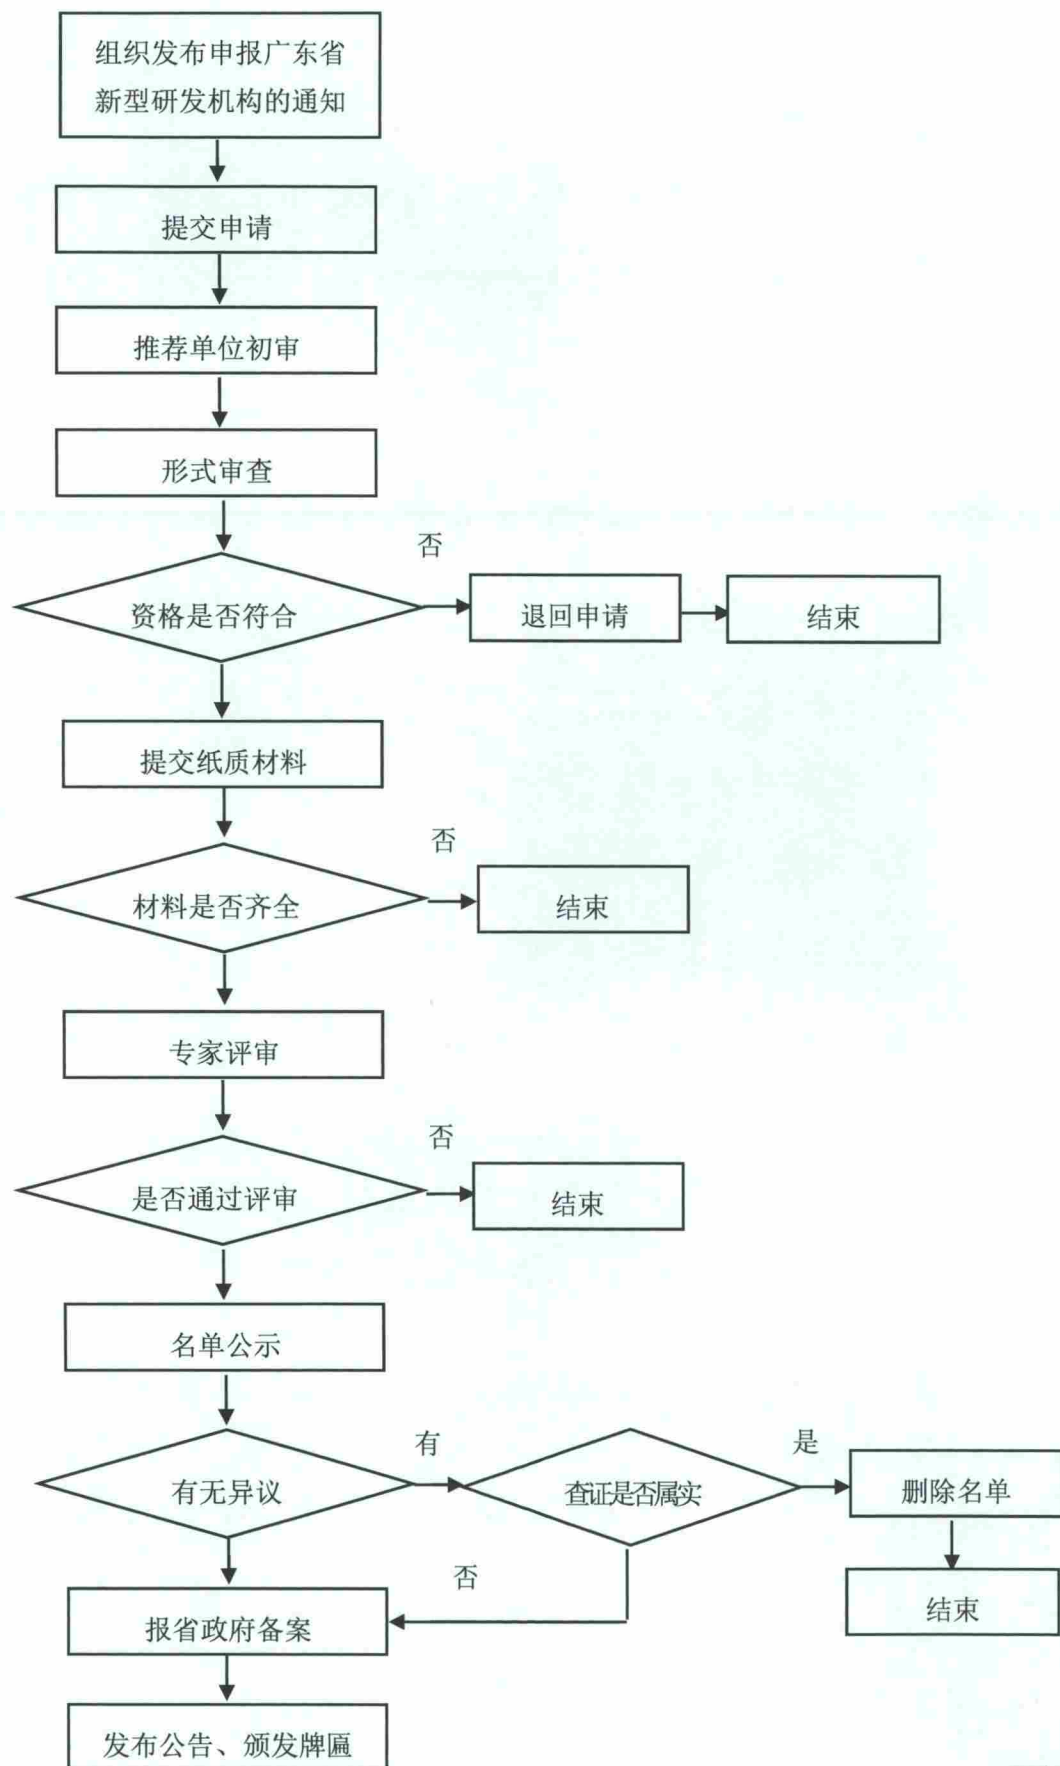 组织发布申报广东省
新型研发机构的通知
提交申请
推荐单位初审
形式审查
否
资格是否符合
退回申请
结束
提交纸质材料
否
材料是否齐全
结束
专家评审
否
是否通过评审
结束
名单公示
有
是
有无异议
查证是否属实
删除名单
否
结束
报省政府备案
发布公告、颁发牌匾